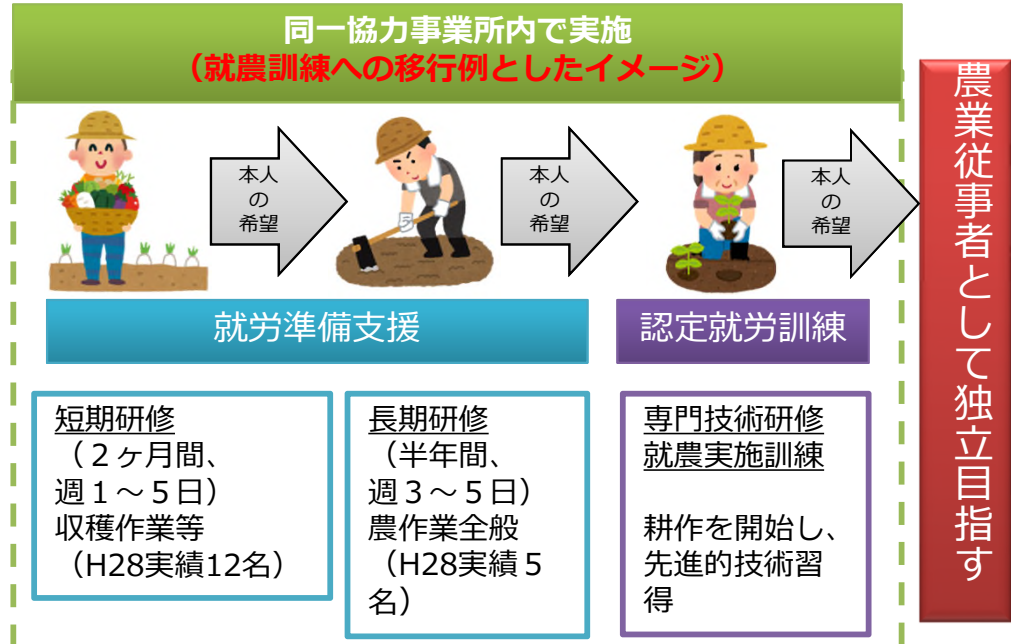 同一協力事業所内で実施
（就農訓練への移行例としたイメージ）
本人
の
希望
本人
の
希望
本人
の
希望
就労準備支援
認定就労訓練
短期研修
（２ヶ月間、
週１～５日）
収穫作業等
（H28実績12名）
長期研修
（半年間、
週３～５日）
農作業全般
（H28実績５
名）
専門技術研修
就農実施訓練
耕作を開始し、
先進的技術習
得
農業従事者として独立目指す